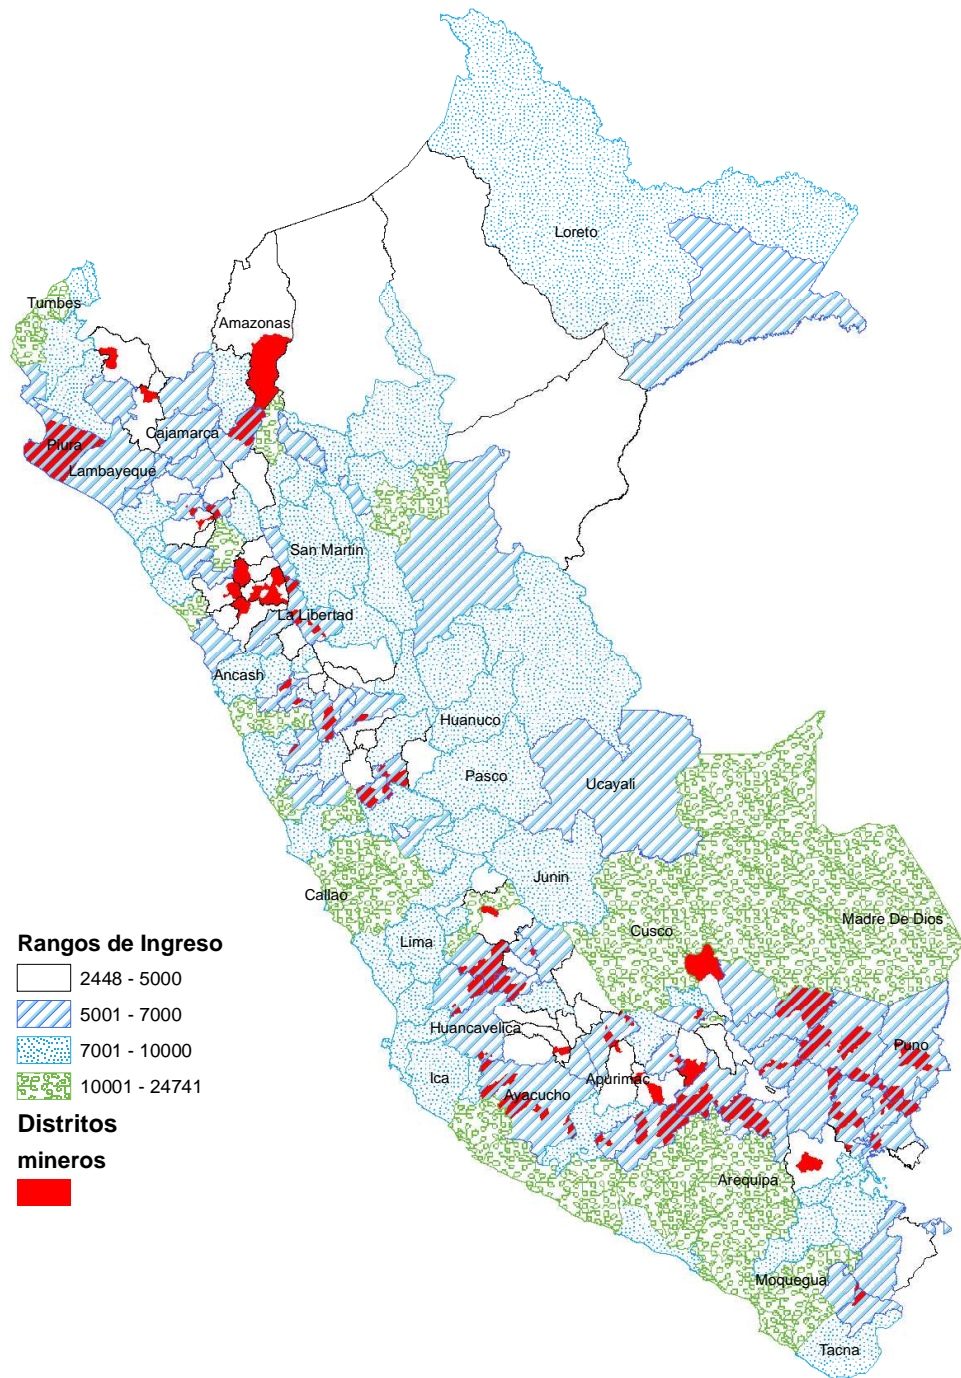 Loreto
Tumbes
Amazonas
Cajamarca
Piura
Lambayeque
San Martin
La Libertad
Ancash
Huanuco
Pasco
Ucayali
Junin
Callao
Madre De Dios
Cusco
Lima
Rangos de Ingreso
2448 - 5000
5001 - 7000
7001 - 10000
10001 - 24741
Distritos
mineros
Huancavelica
Puno
Ica
Apurimac
Ayacucho
Arequipa
Moquegua
Tacna